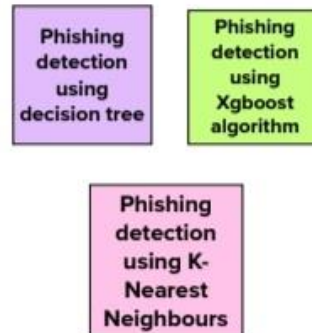 Phishing
detection
using
decision tree
Phishing
detection
using
Xgboost
algorithm
Phishing
detection
using K-
Nearest
Neighbours